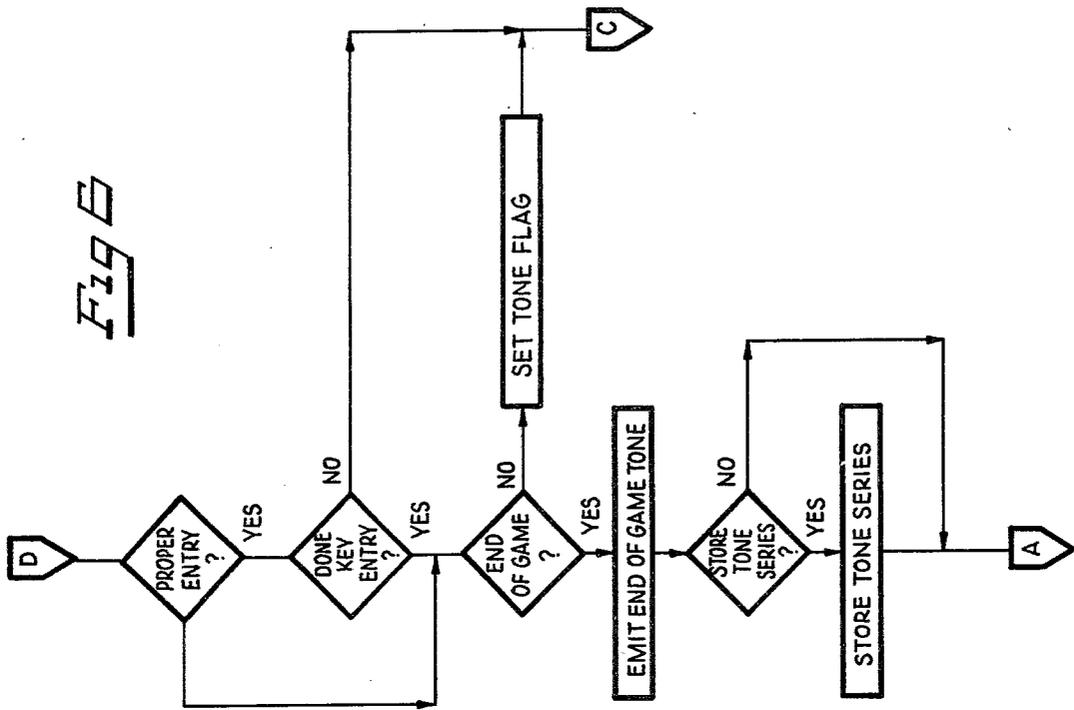 Fig 6
D
PROPER
ENTRY
?
YES
DONE
KEY
ENTRY
?
NO
YES
END
OF GAME
?
NO
YES
SET TONE FLAG
C
EMIT END OF GAME TONE
STORE
TONE
SERIES
?
NO
YES
STORE TONE SERIES
A